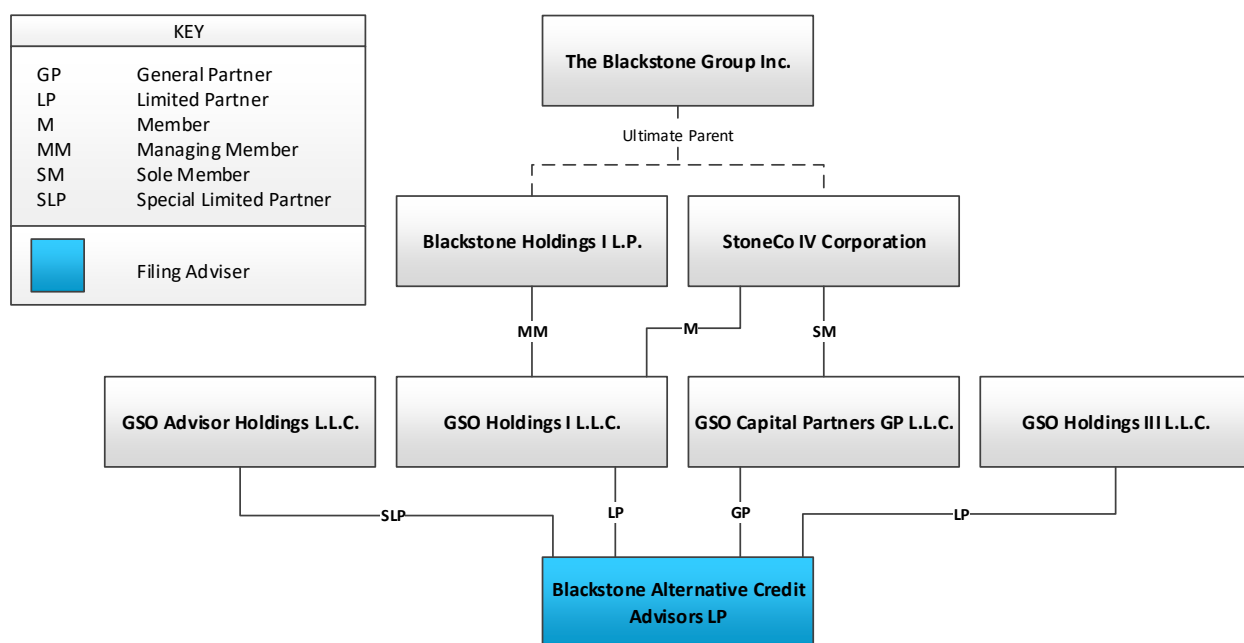 KEY
GP General Partner
LP Limited Partner
M Member
MM Managing Member
SM Sole Member
SLP Special Limited Partner
Filing Adviser
The Blackstone Group Inc.
Ultimate Parent
Blackstone Holdings I L.P.
StoneCo IV Corporation
MM
M
SM
GSO Advisor Holdings L.L.C.
GSO Holdings I L.L.C.
GSO Capital Partners GP L.L.C.
GSO Holdings III L.L.C.
SLP
LP
GP
LP
Blackstone Alternative Credit
Advisors LP